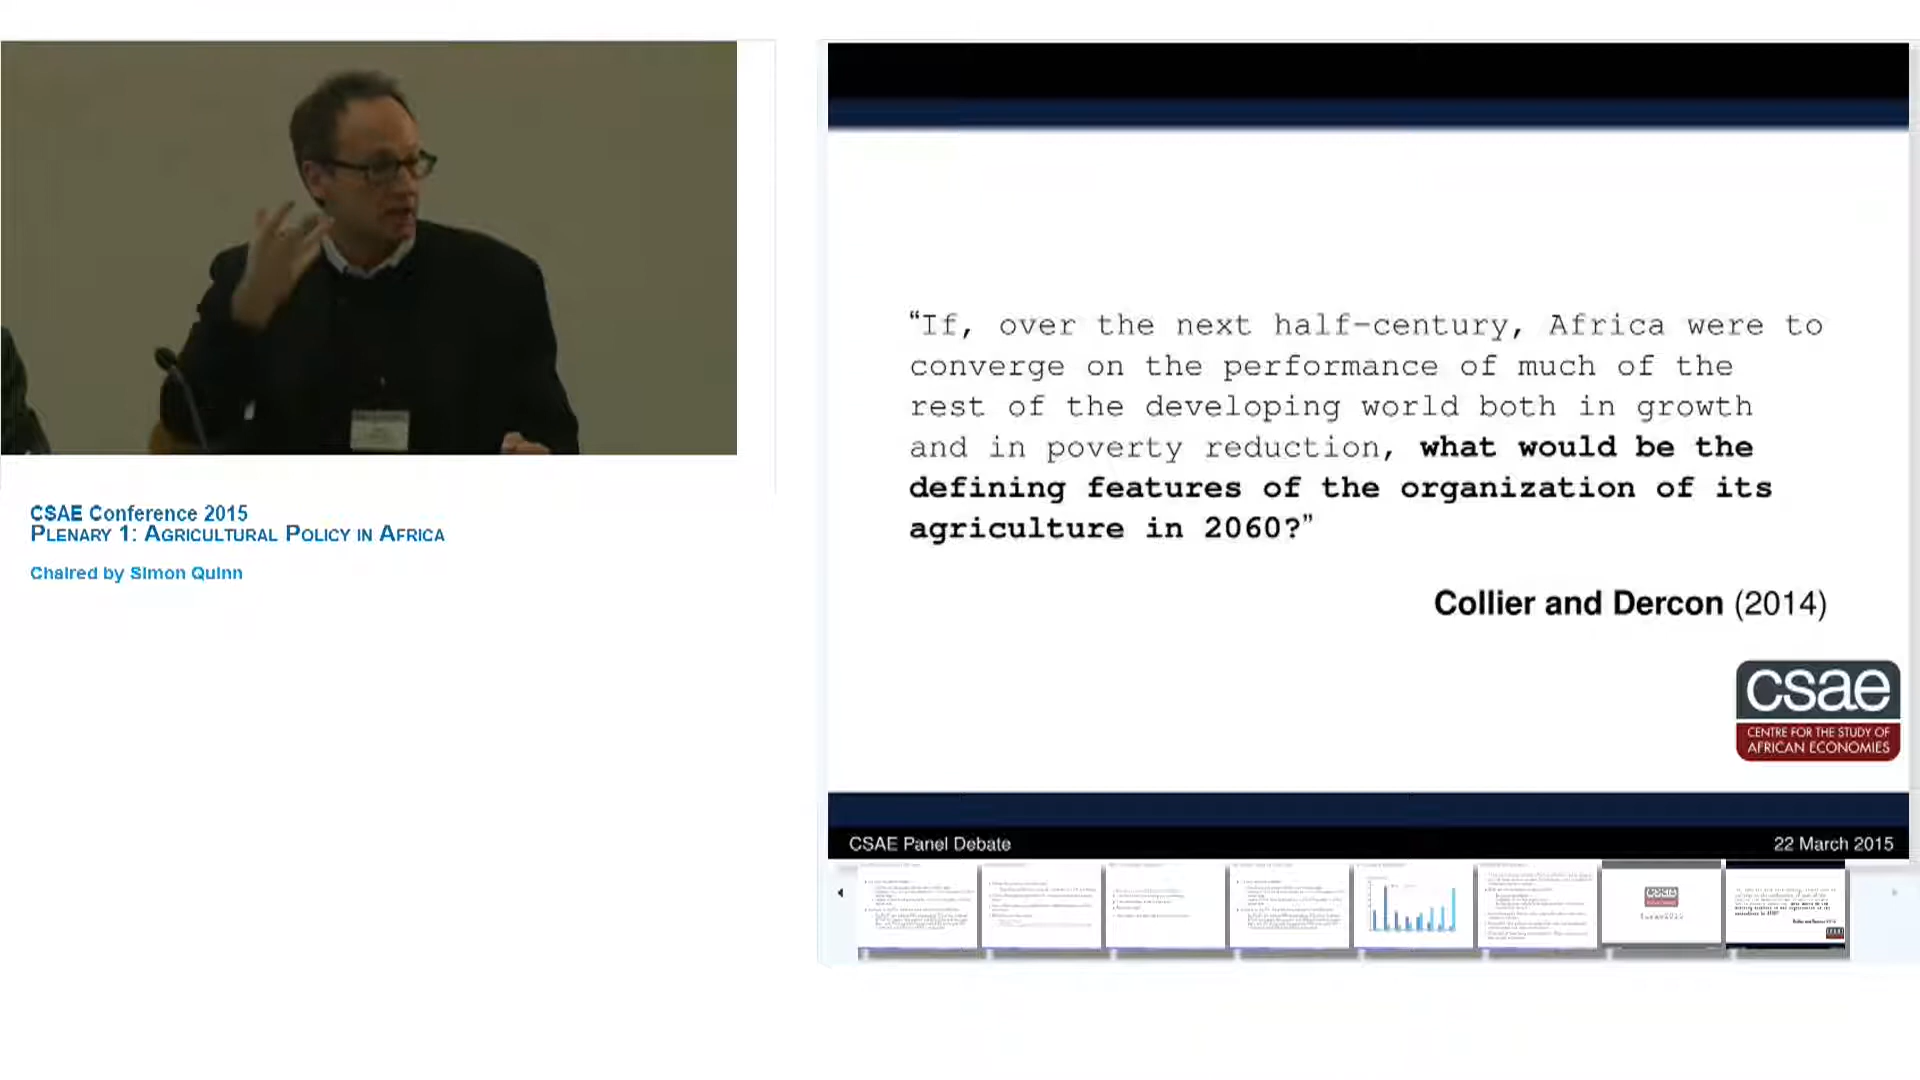 CSAE Conference 2015
PLENARY 1: AGRICULTURAL POLICY IN AFRICA
Chaired by Simon Quinn
“If, over the next half-century, Africa were to
converge on the performance of much of the
rest of the developing world both in growth
and in poverty reduction, what would be the
defining features of the organization of its
agriculture in 2060?”
Collier and Dercon (2014)
csae
CENTRE FOR THE STUDY OF
AFRICAN ECONOMIES
CSAE Panel Debate
22 March 2015